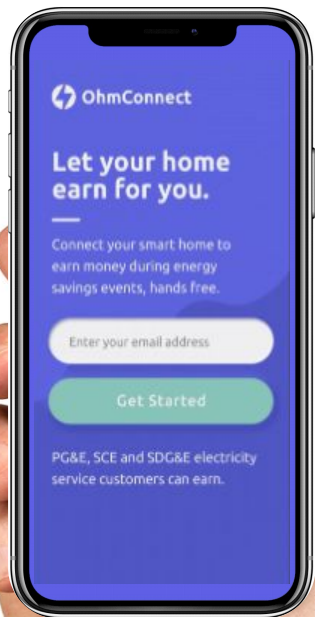 OhmConnect
Let your home
earn for you.
Connect your smart home to
earn money during energy
savings events, hands free.
Enter your email address
Get Started
PG&E, SCE and SDG&E electricity
service customers can earn.